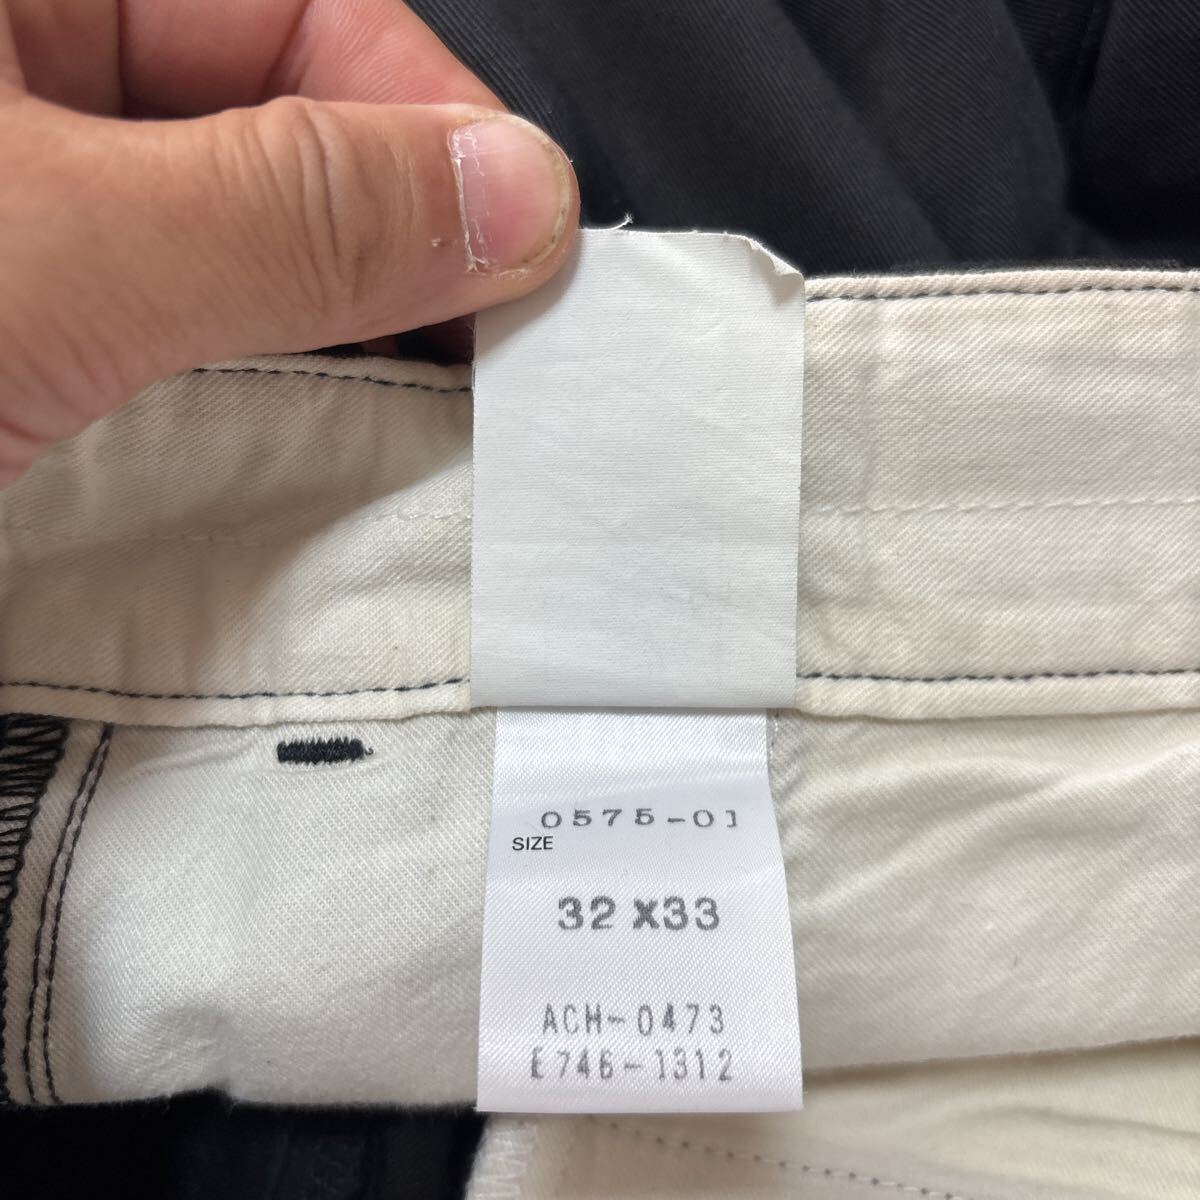 0575-01
SIZE
32 X33
ACH-0473
E746-1312